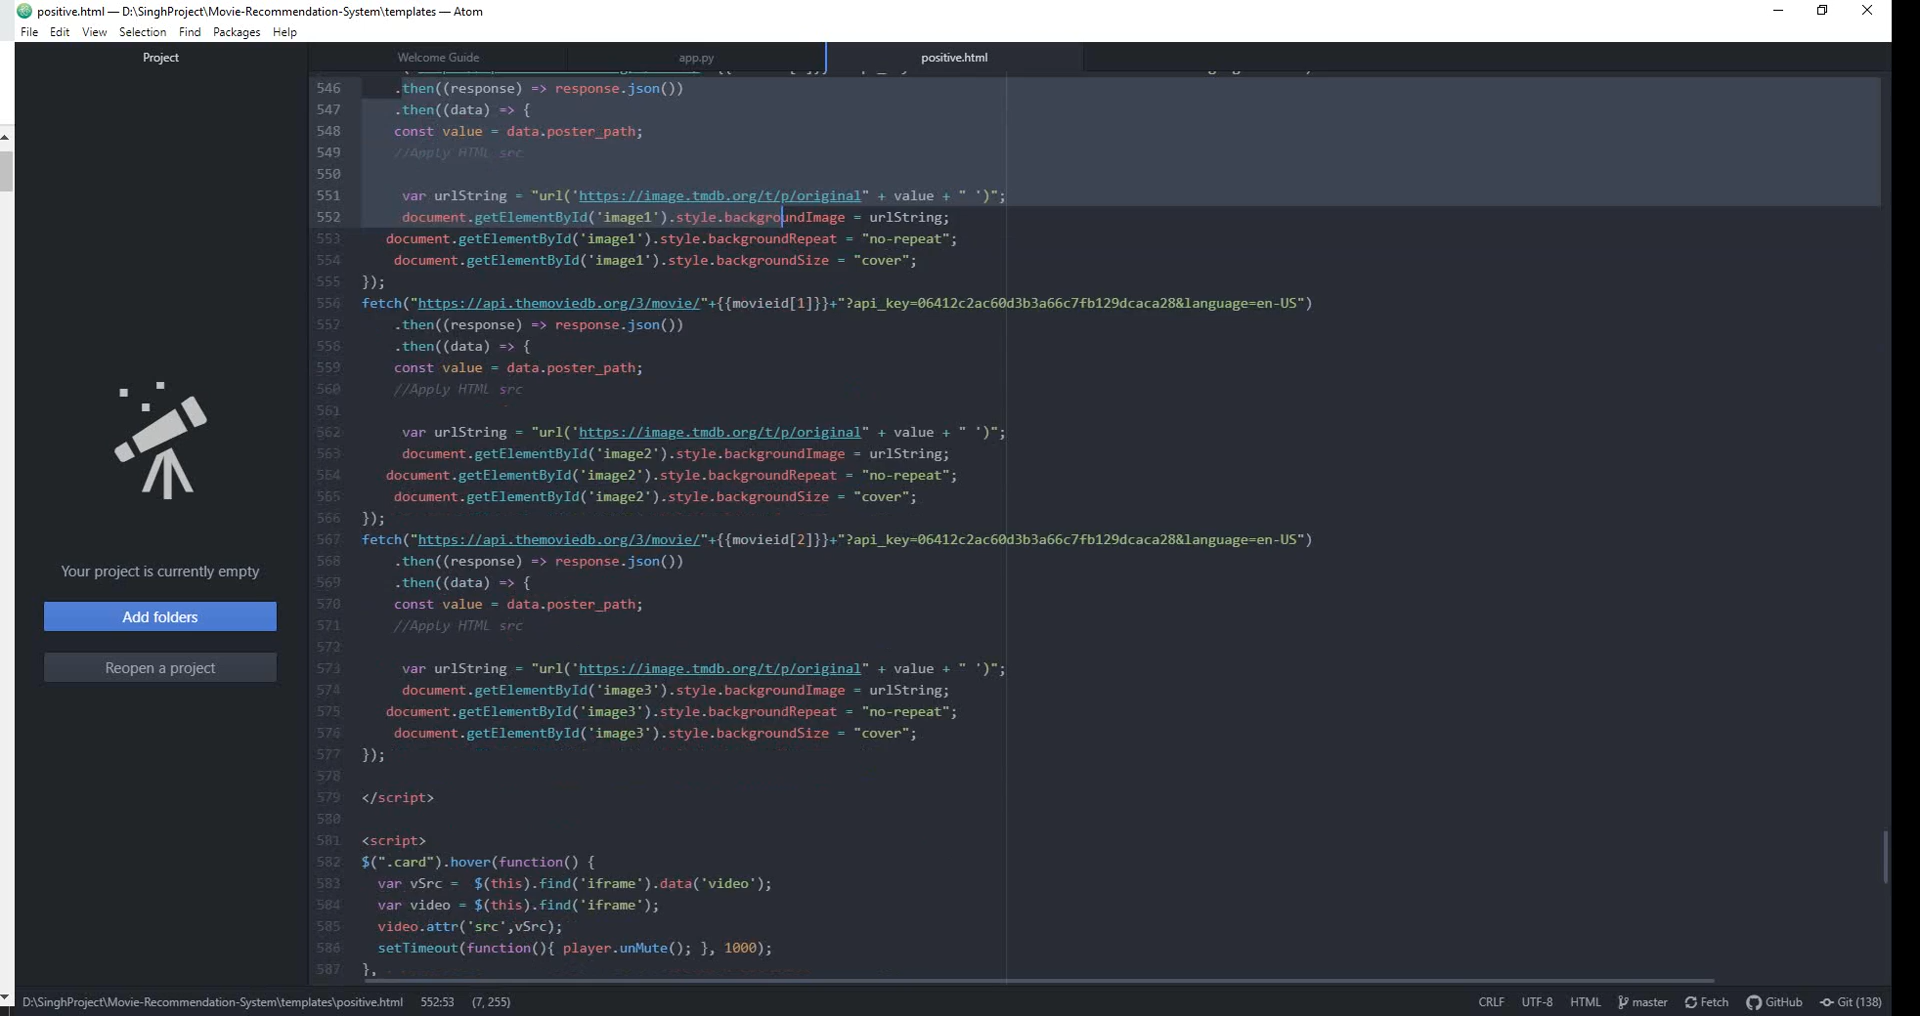 positive.html — D:\SinghProject\Movie-Recommendation-System\templates — Atom
File Edit View Selection Find Packages Help
Project
Welcome Guide app.py positive.html
546 .then((response) => response.json())
547 .then((data) => {
548 const value = data.poster_path;
549 //Apply HTML src
550
551 var urlString = "url('https://image.tmdb.org/t/p/original" + value + " ')";
552 document.getElementById('image1').style.backgroundImage = urlString;
553 document.getElementById('image1').style.backgroundRepeat = "no-repeat";
554 document.getElementById('image1').style.backgroundSize = "cover";
555 });
556 fetch("https://api.themoviedb.org/3/movie/"+{{movieid[1]}}+"?api_key=06412c2ac60d3b3a66c7fb129dcaca28&language=en-US")
557 .then((response) => response.json())
558 .then((data) => {
559 const value = data.poster_path;
560 //Apply HTML src
561
562 var urlString = "url('https://image.tmdb.org/t/p/original" + value + " ')";
563 document.getElementById('image2').style.backgroundImage = urlString;
564 document.getElementById('image2').style.backgroundRepeat = "no-repeat";
565 document.getElementById('image2').style.backgroundSize = "cover";
566 });
567 fetch("https://api.themoviedb.org/3/movie/"+{{movieid[2]}}+"?api_key=06412c2ac60d3b3a66c7fb129dcaca28&language=en-US")
568 .then((response) => response.json())
569 .then((data) => {
570 const value = data.poster_path;
571 //Apply HTML src
572
573 var urlString = "url('https://image.tmdb.org/t/p/original" + value + " ')";
574 document.getElementById('image3').style.backgroundImage = urlString;
575 document.getElementById('image3').style.backgroundRepeat = "no-repeat";
576 document.getElementById('image3').style.backgroundSize = "cover";
577 });
578
579 </script>
580
581 <script>
582 $(".card").hover(function() {
583 var vSrc = $(this).find('iframe').data('video');
584 var video = $(this).find('iframe');
585 video.attr('src',vSrc);
586 setTimeout(function(){ player.unMute(); }, 1000);
587 },
Your project is currently empty
Add folders
Reopen a project
D:\SinghProject\Movie-Recommendation-System\templates\positive.html 552:53 (7, 255) CRLF UTF-8 HTML master Fetch GitHub Git (138)